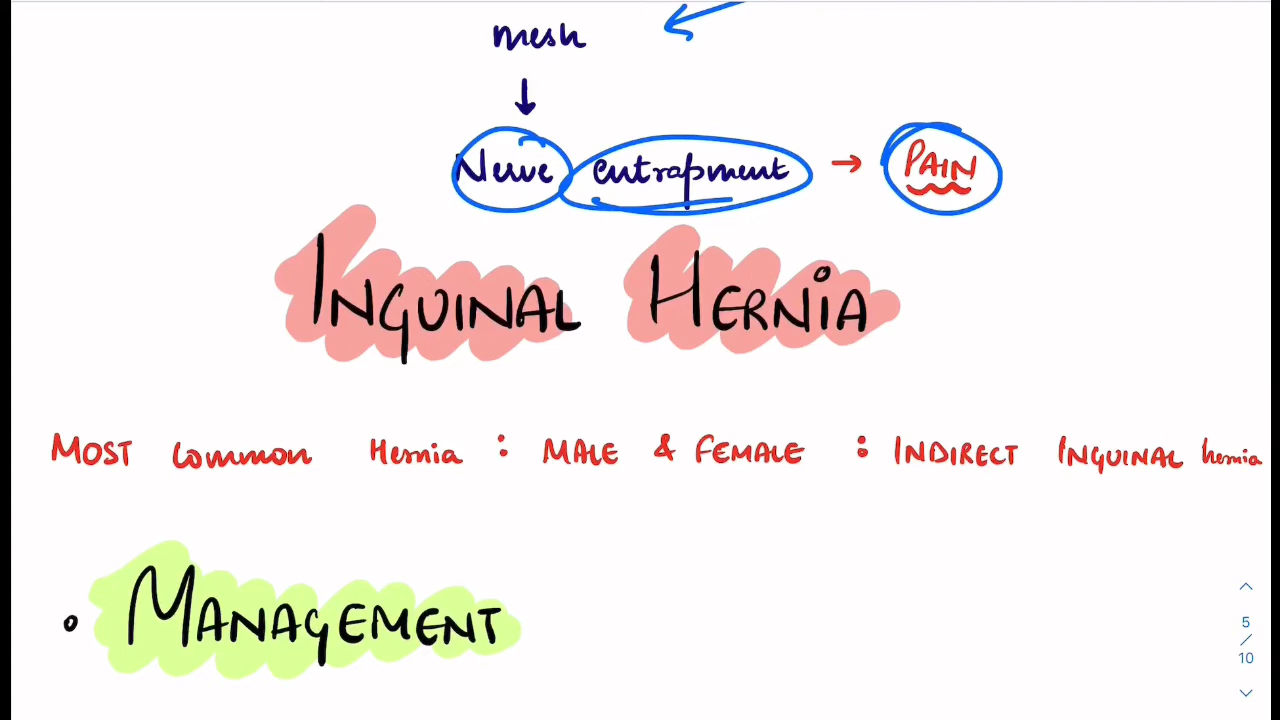 mesh
↓
Nerve entrapment → PAIN
INGUINAL HERNIA
MOST common Hernia : MALE & FEMALE : INDIRECT INGUINAL hernia
• MANAGEMENT
5
/
10